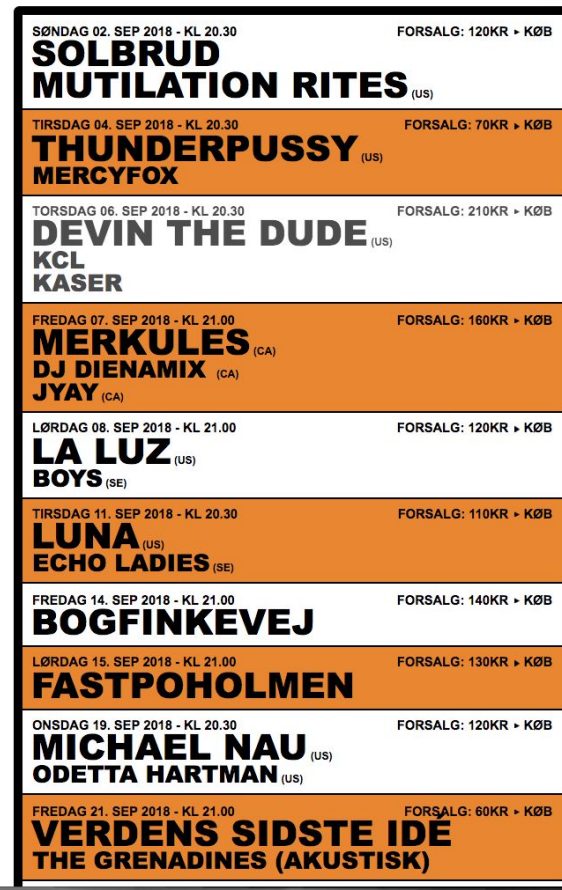 SØNDAG 02. SEP 2018 - KL 20.30 FORSALG: 120KR ▸ KØB
SOLBRUD
MUTILATION RITES (US)
TIRSDAG 04. SEP 2018 - KL 20.30 FORSALG: 70KR ▸ KØB
THUNDERPUSSY (US)
MERCYFOX
TORSDAG 06. SEP 2018 - KL 20.30 FORSALG: 210KR ▸ KØB
DEVIN THE DUDE (US)
KCL
KASER
FREDAG 07. SEP 2018 - KL 21.00 FORSALG: 160KR ▸ KØB
MERKULES (CA)
DJ DIENAMIX (CA)
JYAY (CA)
LØRDAG 08. SEP 2018 - KL 21.00 FORSALG: 120KR ▸ KØB
LA LUZ (US)
BOYS (SE)
TIRSDAG 11. SEP 2018 - KL 20.30 FORSALG: 110KR ▸ KØB
LUNA (US)
ECHO LADIES (SE)
FREDAG 14. SEP 2018 - KL 21.00 FORSALG: 140KR ▸ KØB
BOGFINKEVEJ
LØRDAG 15. SEP 2018 - KL 21.00 FORSALG: 130KR ▸ KØB
FASTPOHOLMEN
ONSDAG 19. SEP 2018 - KL 20.30 FORSALG: 120KR ▸ KØB
MICHAEL NAU (US)
ODETTA HARTMAN (US)
FREDAG 21. SEP 2018 - KL 21.00 FORSALG: 60KR ▸ KØB
VERDENS SIDSTE IDÉ
THE GRENADINES (AKUSTISK)